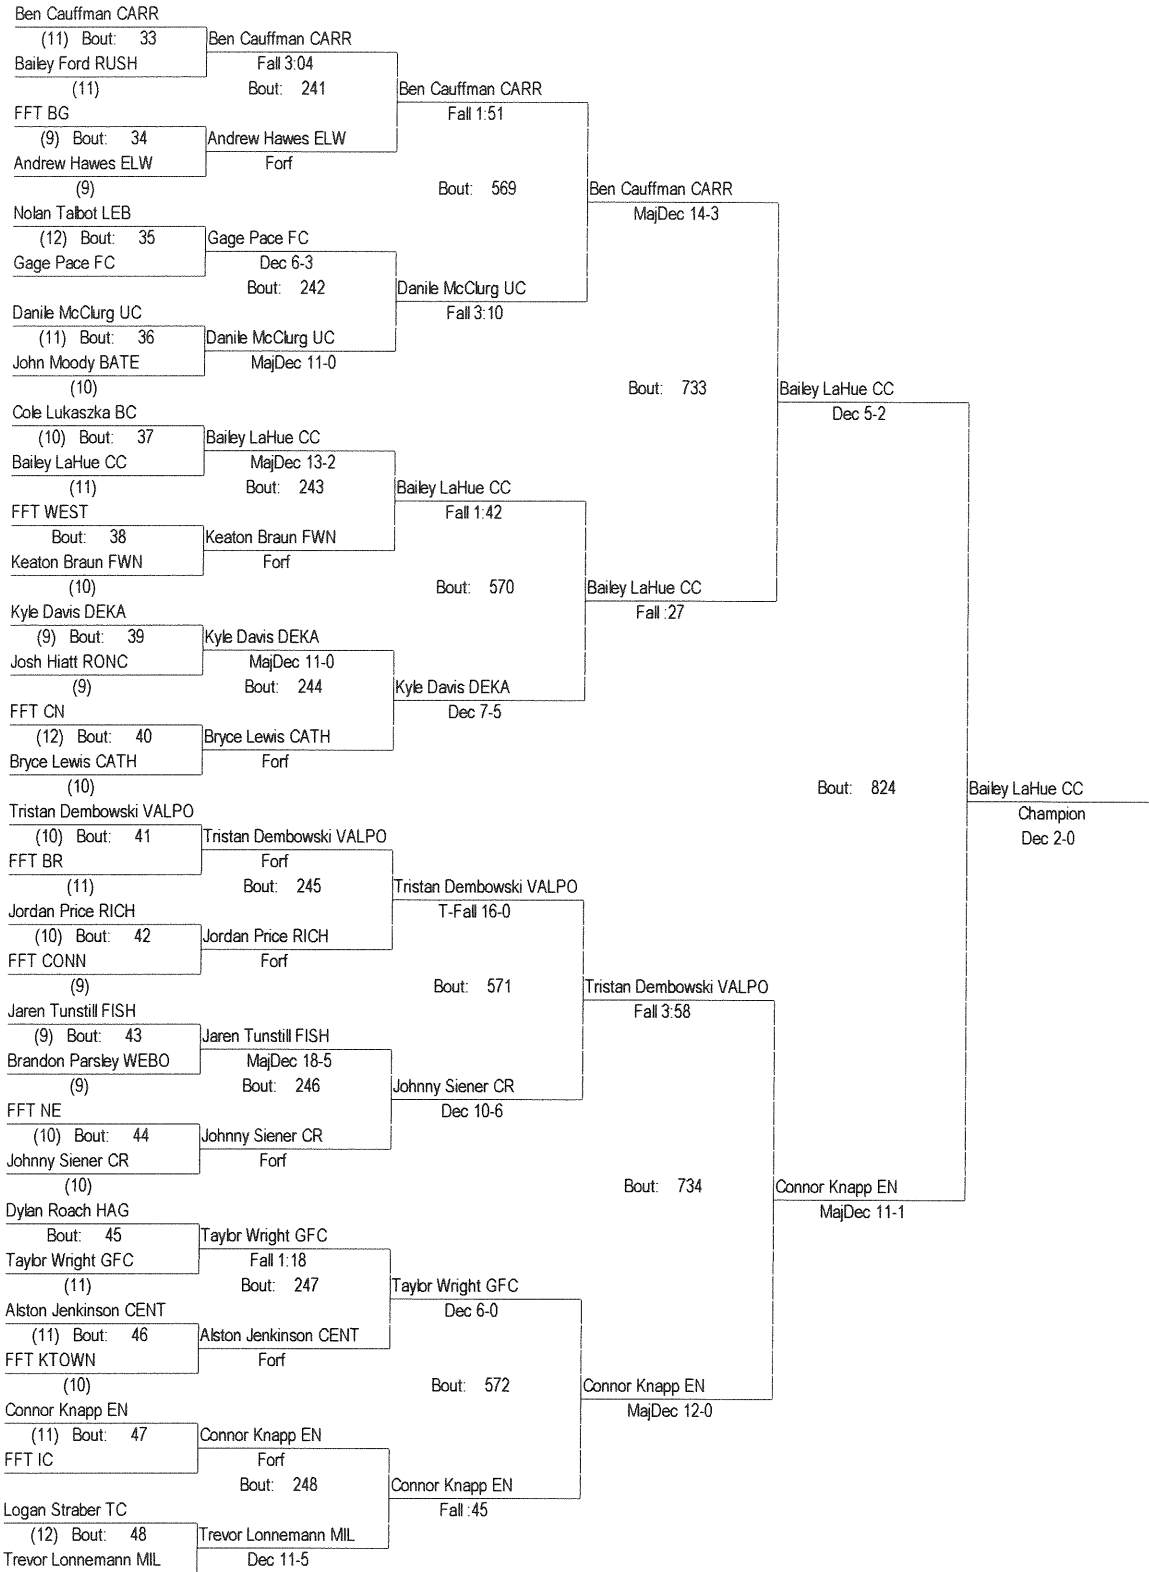 Ben Cauffman CARR
(11) Bout: 33
Ben Cauffman CARR
Bailey Ford RUSH
Fall 3:04
(11)
Bout: 241
Ben Cauffman CARR
FFT BG
Fall 1:51
(9) Bout: 34
Andrew Hawes ELW
Andrew Hawes ELW
Forf
(9)
Bout: 569
Ben Cauffman CARR
Nolan Talbot LEB
MajDec 14-3
(12) Bout: 35
Gage Pace FC
Gage Pace FC
Dec 6-3
Bout: 242
Danile McClurg UC
Danile McClurg UC
Fall 3:10
(11) Bout: 36
Danile McClurg UC
John Moody BATE
MajDec 11-0
(10)
Bout: 733
Bailey LaHue CC
Cole Lukaszka BC
Dec 5-2
(10) Bout: 37
Bailey LaHue CC
Bailey LaHue CC
MajDec 13-2
(11)
Bout: 243
Bailey LaHue CC
FFT WEST
Fall 1:42
Bout: 38
Keaton Braun FWN
Keaton Braun FWN
Forf
(10)
Bout: 570
Bailey LaHue CC
Kyle Davis DEKA
Fall :27
(9) Bout: 39
Kyle Davis DEKA
Josh Hiatt RONC
MajDec 11-0
(9)
Bout: 244
Kyle Davis DEKA
FFT CN
Dec 7-5
(12) Bout: 40
Bryce Lewis CATH
Bryce Lewis CATH
Forf
(10)
Bout: 824
Bailey LaHue CC
Tristan Dembowski VALPO
Champion
(10) Bout: 41
Tristan Dembowski VALPO
Dec 2-0
FFT BR
Forf
(11)
Bout: 245
Tristan Dembowski VALPO
Jordan Price RICH
T-Fall 16-0
(10) Bout: 42
Jordan Price RICH
FFT CONN
Forf
(9)
Bout: 571
Tristan Dembowski VALPO
Jaren Tunstill FISH
Fall 3:58
(9) Bout: 43
Jaren Tunstill FISH
Brandon Parsley WEBO
MajDec 18-5
(9)
Bout: 246
Johnny Siener CR
FFT NE
Dec 10-6
(10) Bout: 44
Johnny Siener CR
Johnny Siener CR
Forf
(10)
Bout: 734
Connor Knapp EN
Dylan Roach HAG
MajDec 11-1
Bout: 45
Taylor Wright GFC
Taylor Wright GFC
Fall 1:18
(11)
Bout: 247
Taylor Wright GFC
Alston Jenkinson CENT
Dec 6-0
(11) Bout: 46
Alston Jenkinson CENT
FFT KTOWN
Forf
(10)
Bout: 572
Connor Knapp EN
Connor Knapp EN
MajDec 12-0
(11) Bout: 47
Connor Knapp EN
FFT IC
Forf
Bout: 248
Connor Knapp EN
Logan Straber TC
Fall :45
(12) Bout: 48
Trevor Lonnemann MIL
Trevor Lonnemann MIL
Dec 11-5